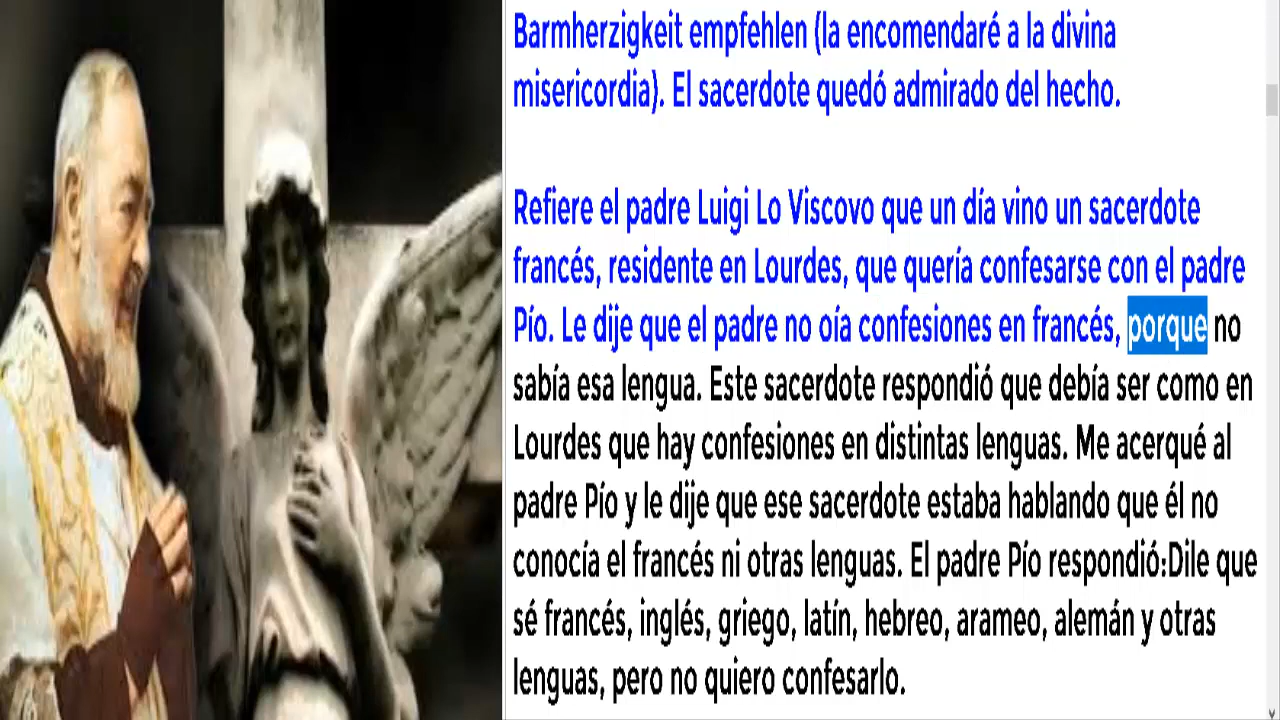 Barmherzigkeit empfehlen (la encomendaré a la divina
misericordia). El sacerdote quedó admirado del hecho.
Refiere el padre Luigi Lo Viscovo que un día vino un sacerdote
francés, residente en Lourdes, que quería confesarse con el padre
Pío. Le dije que el padre no oía confesiones en francés, porque no
sabía esa lengua. Este sacerdote respondió que debía ser como en
Lourdes que hay confesiones en distintas lenguas. Me acerqué al
padre Pío y le dije que ese sacerdote estaba hablando que él no
conocía el francés ni otras lenguas. El padre Pío respondió:Dile que
sé francés, inglés, griego, latín, hebreo, arameo, alemán y otras
lenguas, pero no quiero confesarlo.